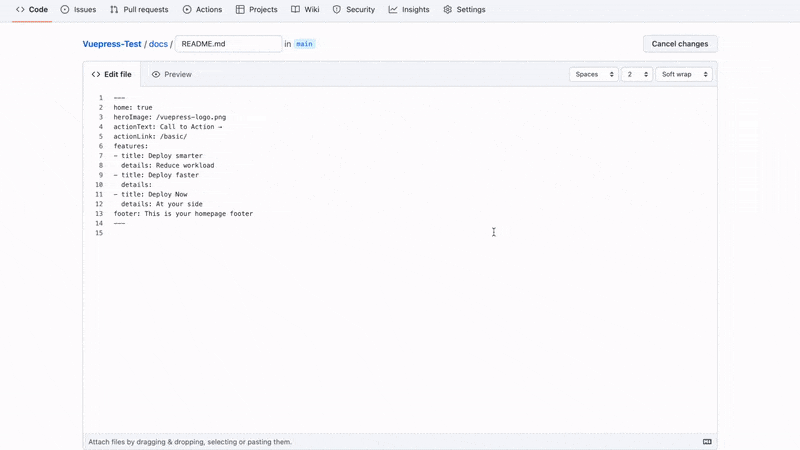 Code Issues Pull requests Actions Projects Wiki Security Insights Settings
Vuepress-Test / docs / README.md in main Cancel changes
Edit file Preview Spaces 2 Soft wrap
1 ---
2 home: true
3 heroImage: /vuepress-logo.png
4 actionText: Call to Action →
5 actionLink: /basic/
6 features:
7 - title: Deploy smarter
8   details: Reduce workload
9 - title: Deploy faster
10   details:
11 - title: Deploy Now
12   details: At your side
13 footer: This is your homepage footer
14 ---
15
Attach files by dragging & dropping, selecting or pasting them.